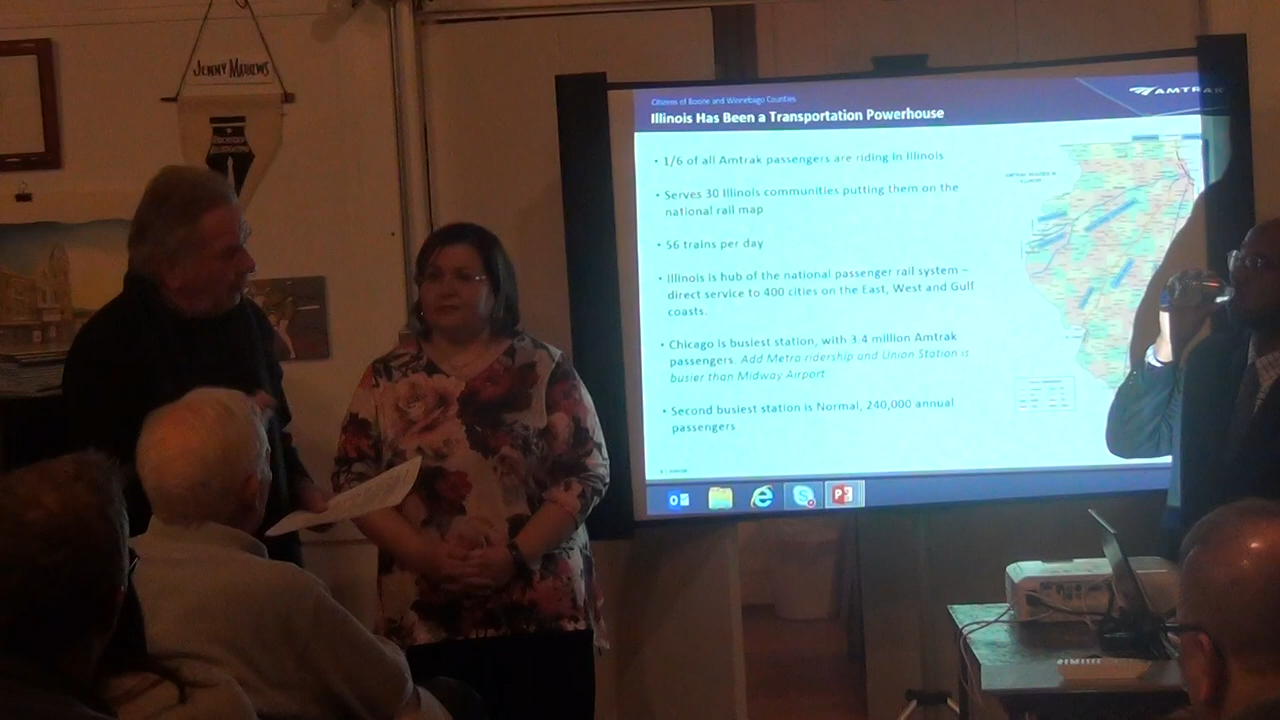 JENNY MATHEWS
Citizens of Boone and Winnebago Counties
Illinois Has Been a Transportation Powerhouse
AMTRAK
• 1/6 of all Amtrak passengers are riding in Illinois
• Serves 30 Illinois communities putting them on the
national rail map
• 56 trains per day
• Illinois is hub of the national passenger rail system –
direct service to 400 cities on the East, West and Gulf
coasts.
• Chicago is busiest station, with 3.4 million Amtrak
passengers. Add Metra ridership and Union Station is
busier than Midway Airport
• Second busiest station is Normal, 240,000 annual
passengers
AMTRAK ROUTES IN
ILLINOIS